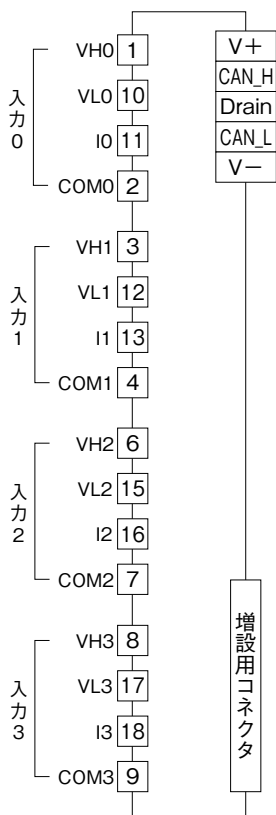 入力0
VH0 1
VL0 10
I0 11
COM0 2
入力1
VH1 3
VL1 12
I1 13
COM1 4
入力2
VH2 6
VL2 15
I2 16
COM2 7
入力3
VH3 8
VL3 17
I3 18
COM3 9
V+
CAN_H
Drain
CAN_L
V−
増設用コネクタ